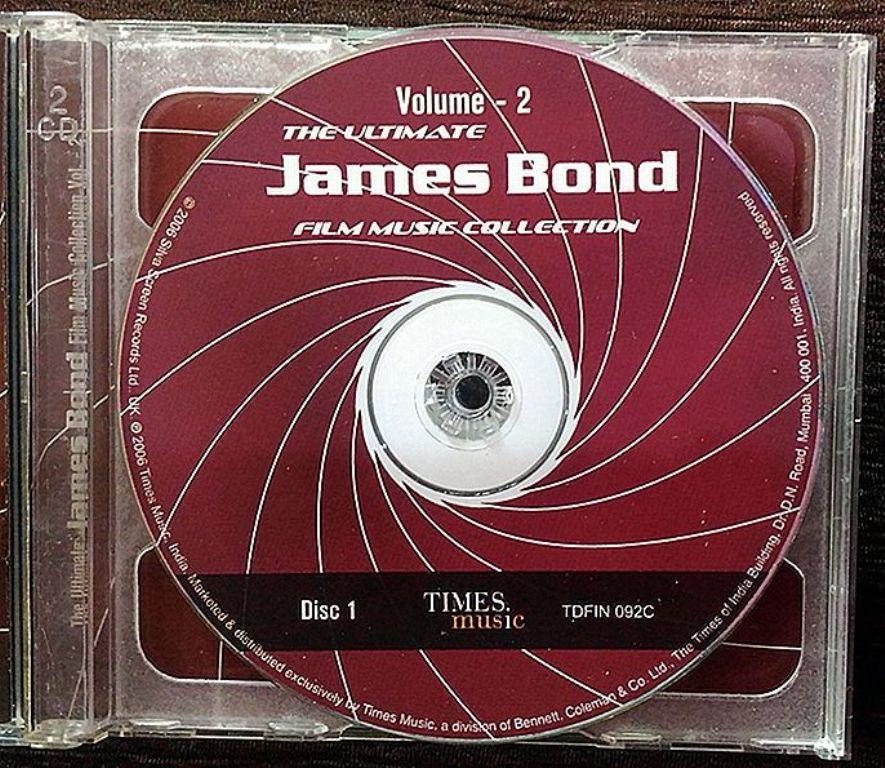 Volume - 2
THE ULTIMATE
James Bond
FILM MUSIC COLLECTION
Disc 1
TIMES.
music
TDFIN 092C
℗ 2006 Silva Screen Records Ltd. UK. © 2006 Times Music, India. Marketed & distributed exclusively by Times Music, a division of Bennett, Coleman & Co. Ltd., The Times of India Building, Dr. D.N. Road, Mumbai 400 001. India. All rights reserved
The Ultimate James Bond Film Music Collection Vol. - 2
2
CD